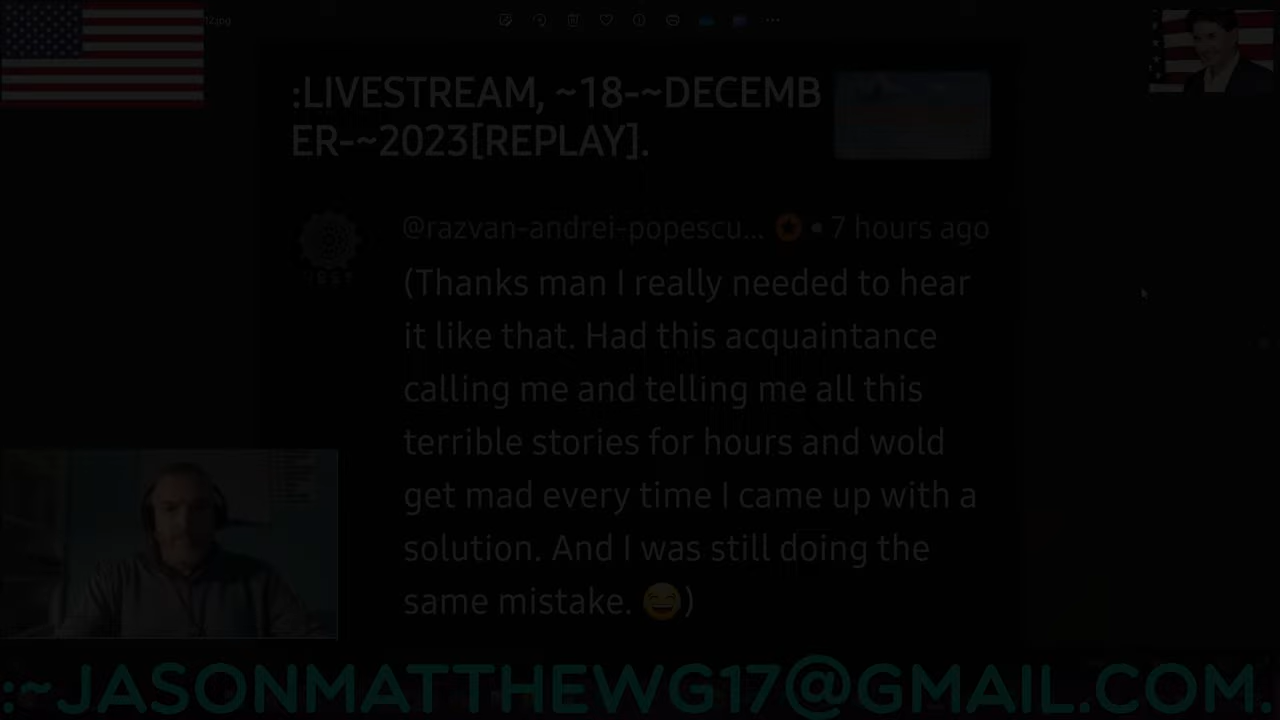 12.jpg
:LIVESTREAM, ~18-~DECEMB
ER-~2023[REPLAY].
@razvan-andrei-popescu... • 7 hours ago
(Thanks man I really needed to hear
it like that. Had this acquaintance
calling me and telling me all this
terrible stories for hours and wold
get mad every time I came up with a
solution. And I was still doing the
same mistake. 😆)
:~JASONMATTHEWG17@GMAIL.COM.